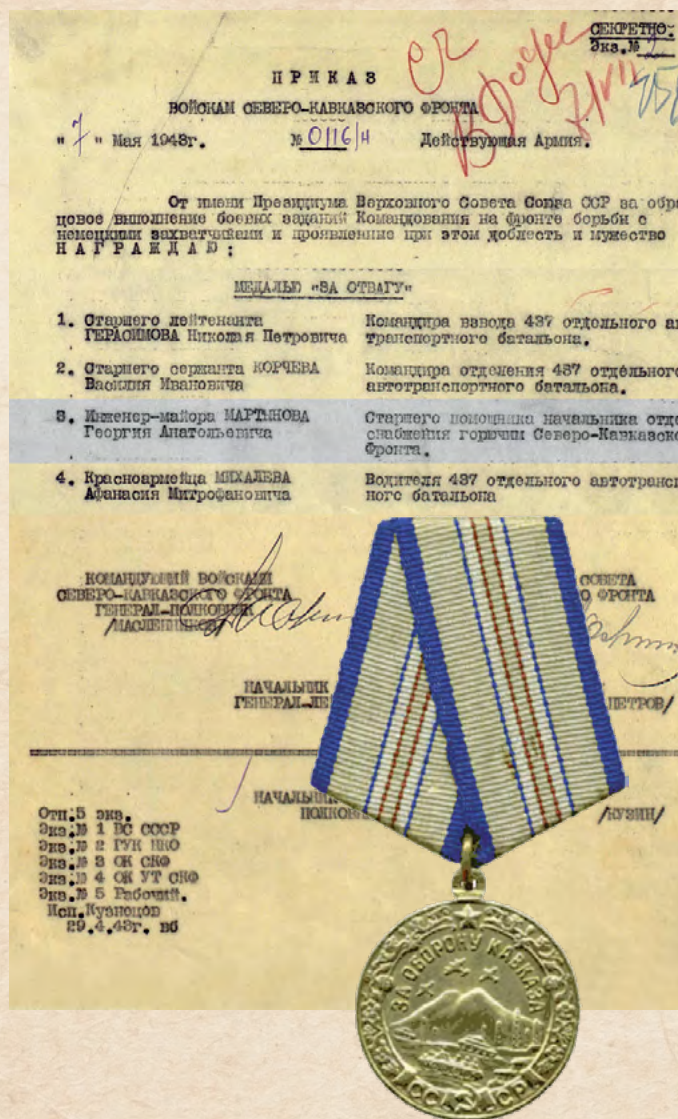 СЕКРЕТНО.
Экз.№ 2
П Р И К А З
ВОЙСКАМ СЕВЕРО-КАВКАЗСКОГО ФРОНТА
"7" Мая 1943г. № 0116/Н Действующая Армия.
От имени Президиума Верховного Совета Союза ССР за обра
цовое выполнение боевых заданий Командования на фронте борьбы с
немецкими захватчиками и проявленные при этом доблесть и мужество
Н А Г Р А Ж Д А Ю :
МЕДАЛЬЮ "ЗА ОТВАГУ"
1. Старшего лейтенанта Командира взвода 437 отдельного ав
ГЕРАСИМОВА Николая Петровича транспортного батальона.
2. Старшего сержанта КОРЧЕВА Командира отделения 437 отдельного
Василия Ивановича автотранспортного батальона.
3. Инженер-майора МАРТЫНОВА Старшего помощника начальника отде
Георгия Анатольевича снабжения горючим Северо-Кавказско
Фронта.
4. Красноармейца МИХАЛЕВА Водителя 437 отдельного автотрансп
Афанасия Митрофановича ного батальона
КОМАНДУЮЩИЙ ВОЙСКАМИ СОВЕТА
СЕВЕРО-КАВКАЗСКОГО ФРОНТА О ФРОНТА
ГЕНЕРАЛ-ПОЛКОВНИК
/МАСЛЕННИКОВ/
НАЧАЛЬНИК
ГЕНЕРАЛ-ЛЕ ПЕТРОВ/
НАЧАЛЬНИК
ПОЛКОВ /КУЗИН/
Отп.5 экз.
Экз.№ 1 ВС СССР
Экз.№ 2 ГУК НКО
Экз.№ 3 ОК СКФ
Экз.№ 4 ОК УТ СКФ
Экз.№ 5 Рабочий.
Исп.Кузнецов
29.4.43г. вб
ЗА ОБОРОНУ КАВКАЗА
СССР